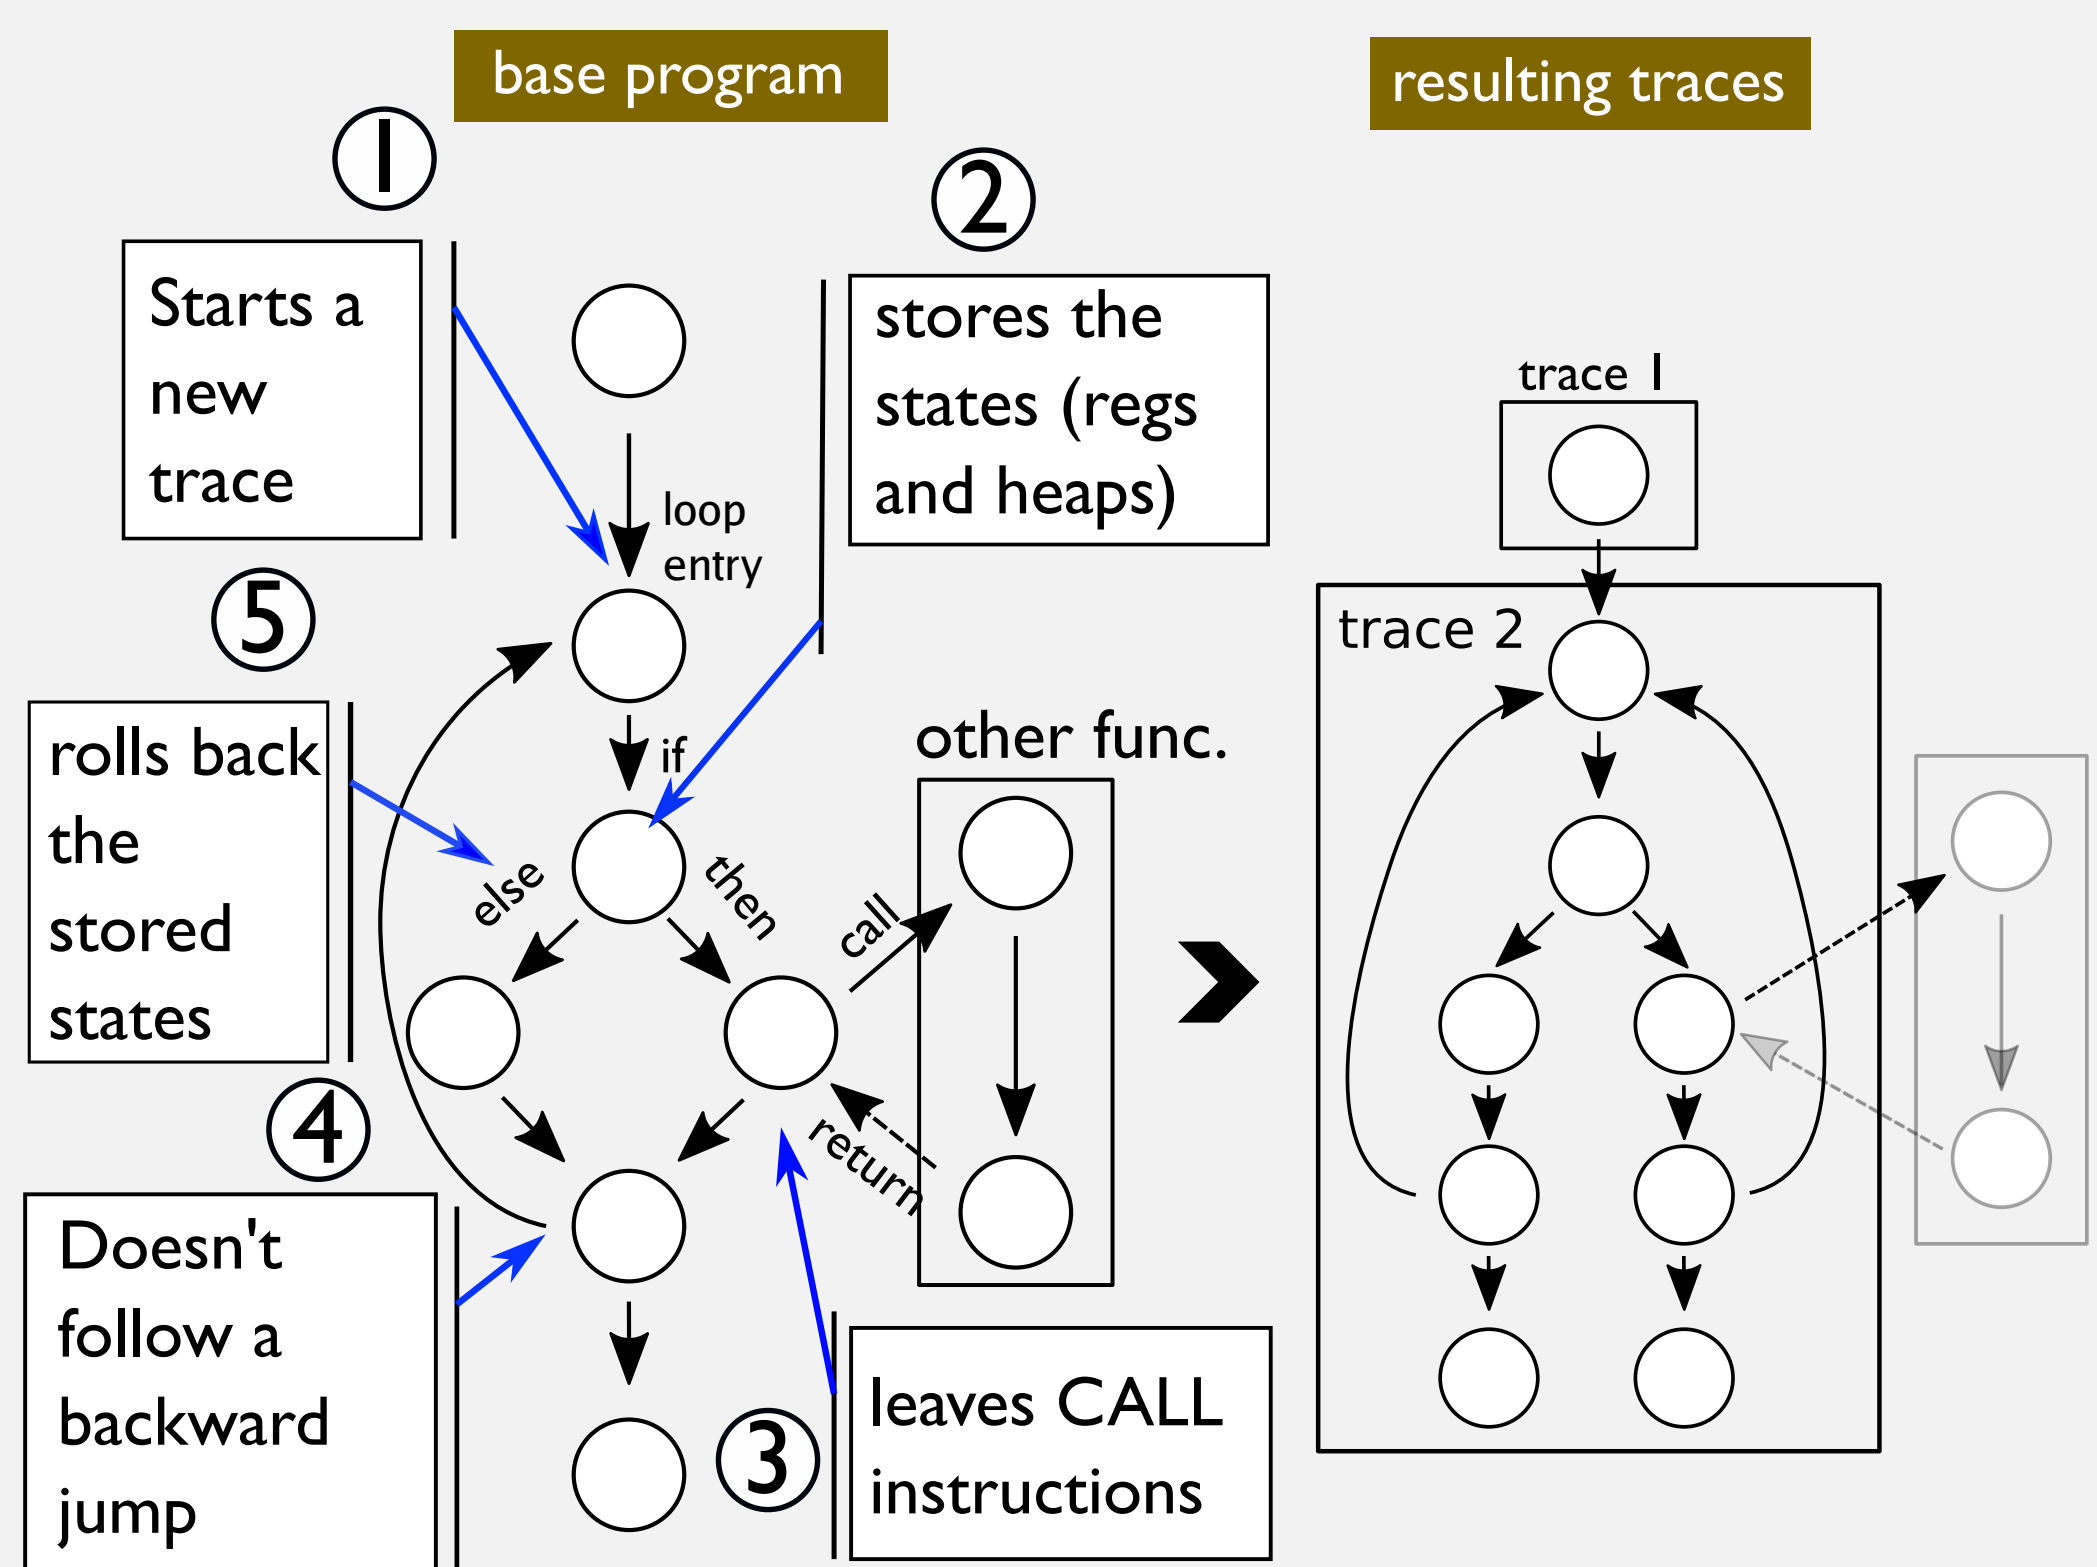 base program
resulting traces
1
Starts a
new
trace
2
stores the
states (regs
and heaps)
loop
entry
5
rolls back
the
stored
states
if
else
then
call
return
other func.
4
Doesn't
follow a
backward
jump
3
leaves CALL
instructions
trace 1
trace 2